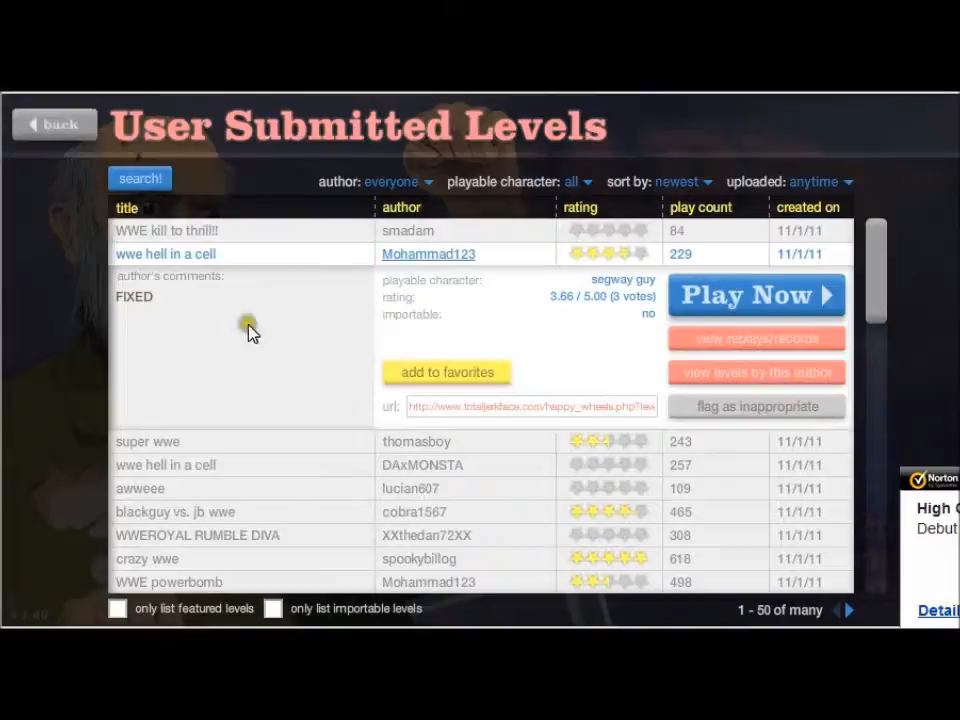 back
User Submitted Levels
search!
author: everyone playable character: all sort by: newest uploaded: anytime
title author rating play count created on
WWE kill to thrill!! smadam 84 11/1/11
wwe hell in a cell Mohammad123 229 11/1/11
author's comments:
FIXED
playable character: segway guy
rating: 3.66 / 5.00 (3 votes)
importable: no
Play Now
view replays/records
add to favorites
view levels by this author
url: http://www.totaljerkface.com/happy_wheels.php?lev
flag as inappropriate
super wwe thomasboy 243 11/1/11
wwe hell in a cell DAxMONSTA 257 11/1/11
awweee lucian607 109 11/1/11
blackguy vs. jb wwe cobra1567 465 11/1/11
WWEROYAL RUMBLE DIVA XXthedan72XX 308 11/1/11
crazy wwe spookybillog 618 11/1/11
WWE powerbomb Mohammad123 498 11/1/11
only list featured levels only list importable levels 1 - 50 of many
Norton
High
Debut
Detail